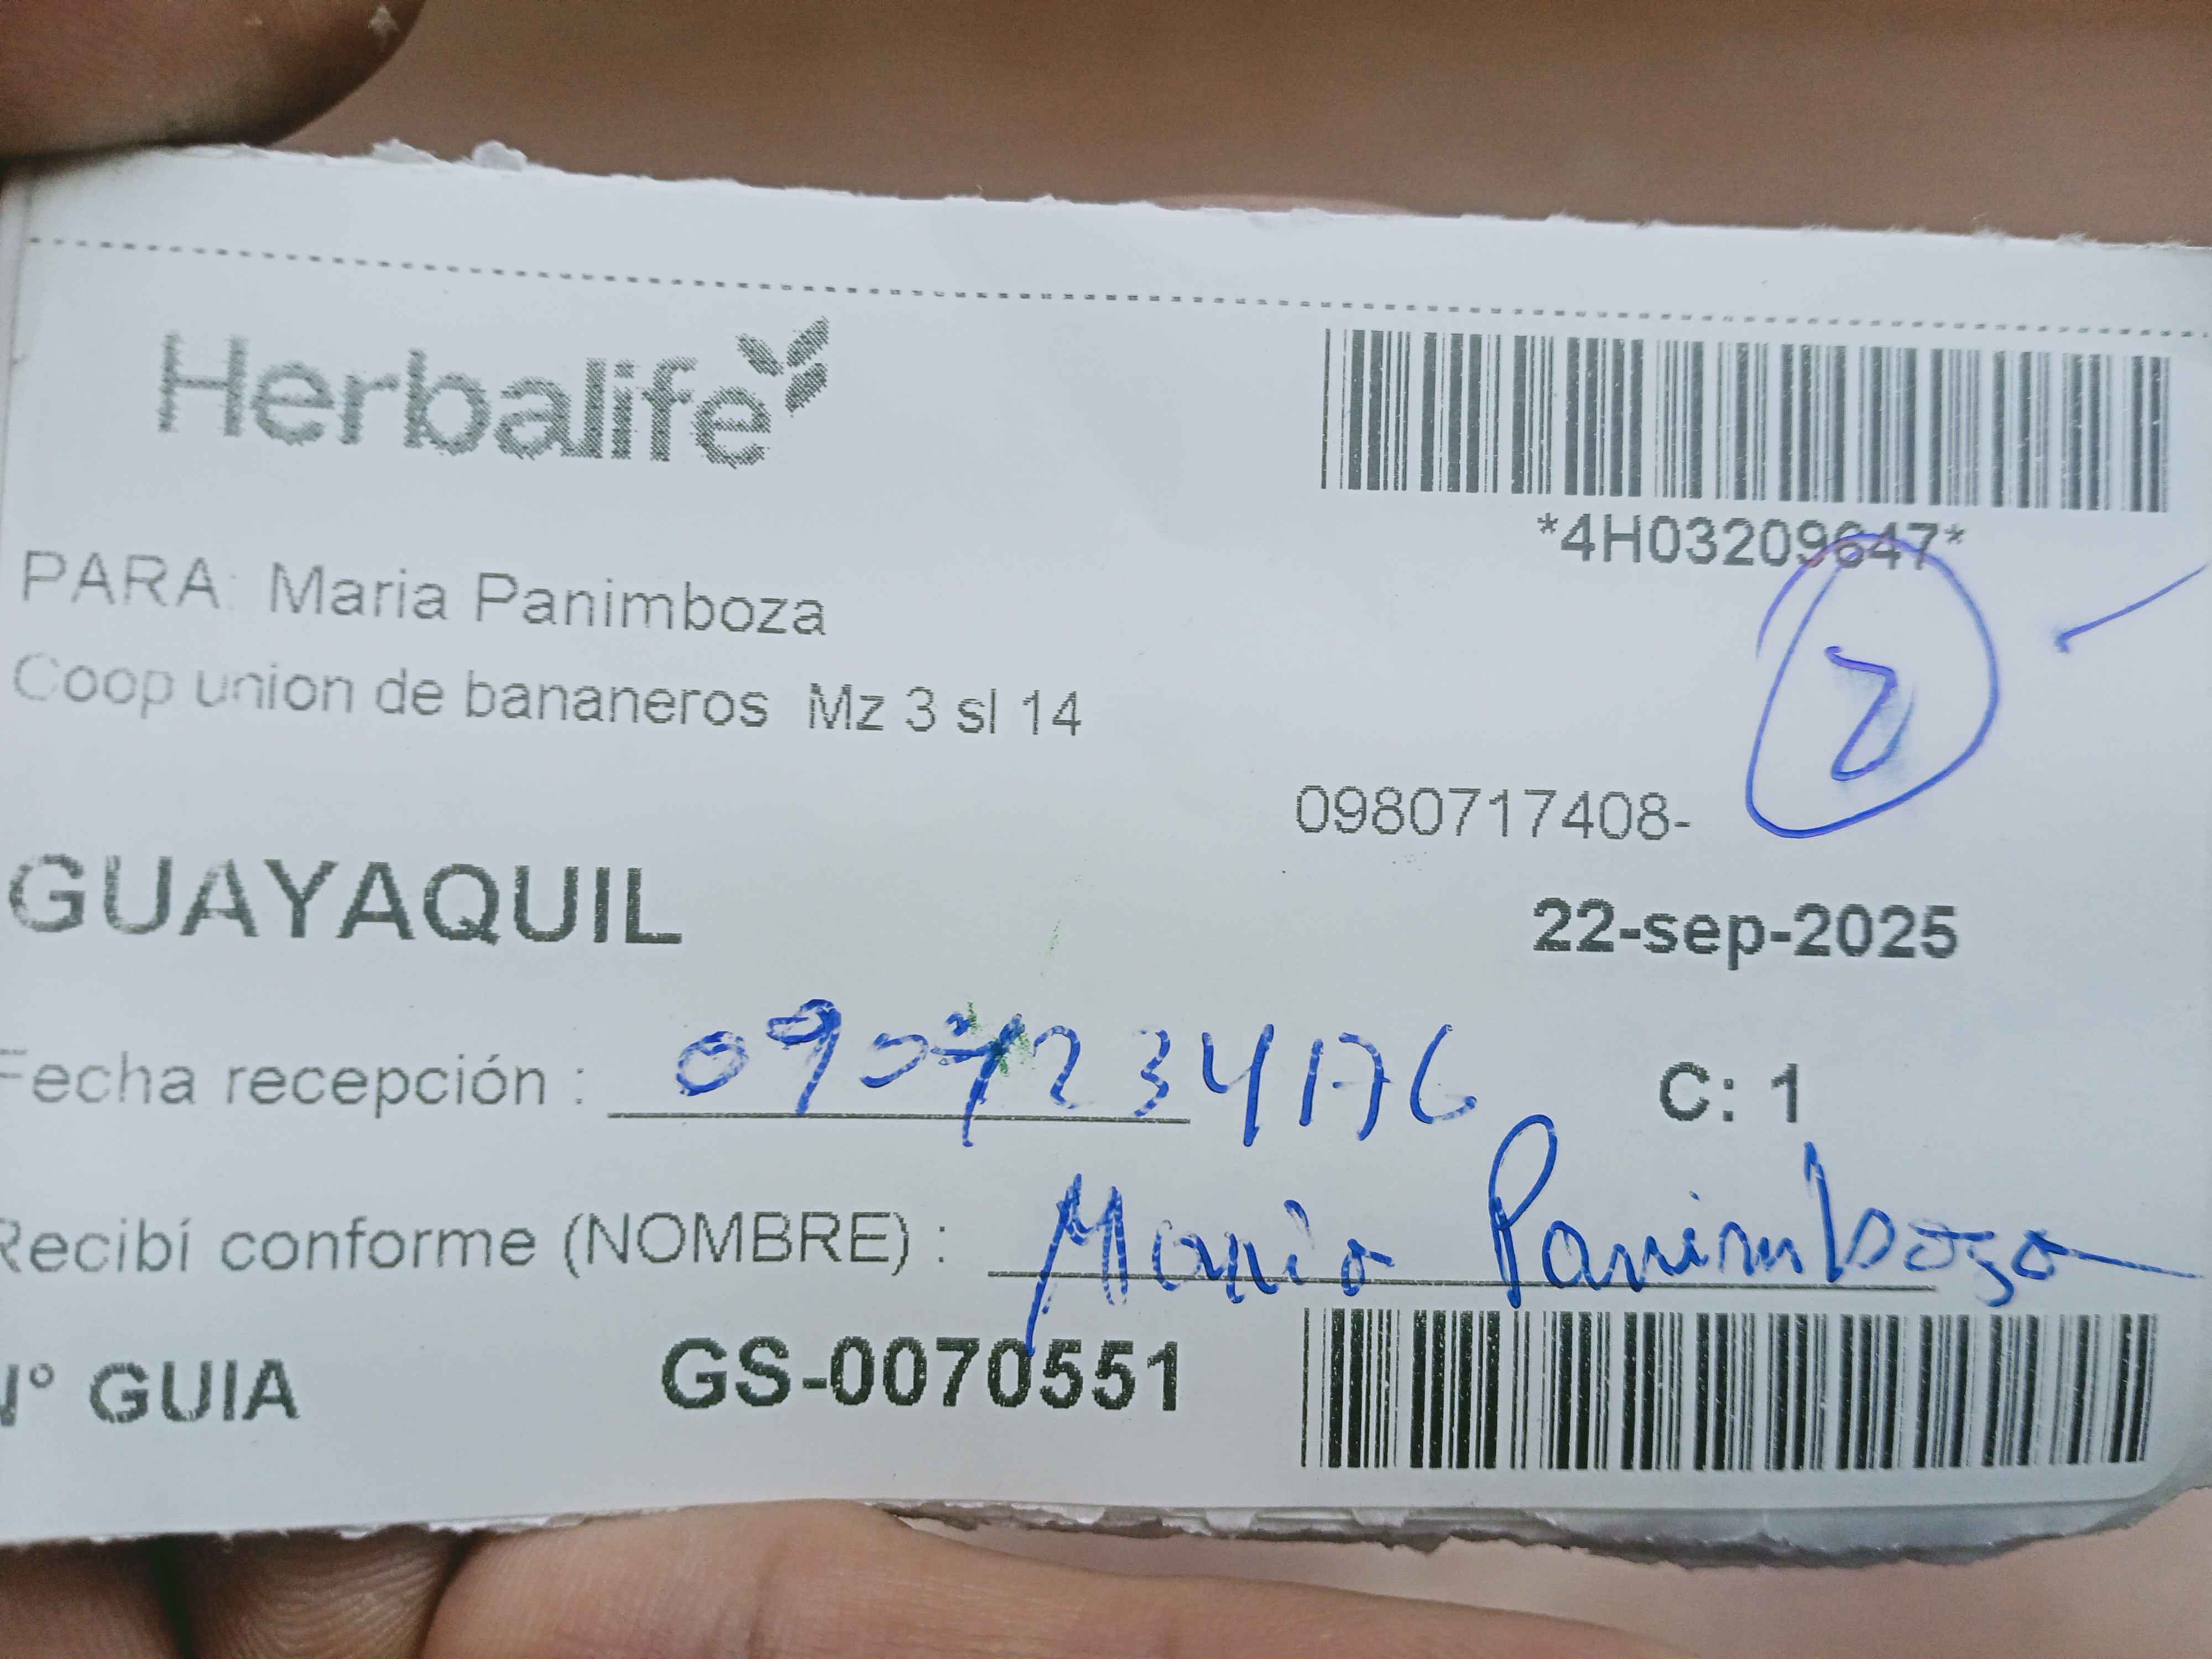 Herbalife
*4H03209647*
PARA: Maria Panimboza
Coop union de bananeros Mz 3 sl 14
2
0980717408-
GUAYAQUIL
22-sep-2025
Fecha recepción :
C: 1
Recibí conforme (NOMBRE) : Maria Panimboza
N° GUIA GS-0070551